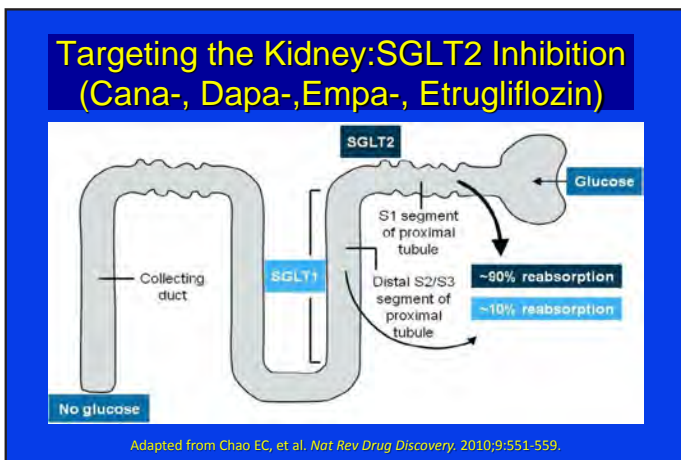 Targeting the Kidney:SGLT2 Inhibition
(Cana-, Dapa-,Empa-, Etrugliflozin)
SGLT2
Glucose
S1 segment
of proximal
tubule
Collecting
duct
SGLT1
Distal S2/S3
segment of
proximal
tubule
~90% reabsorption
~10% reabsorption
No glucose
Adapted from Chao EC, et al. Nat Rev Drug Discovery. 2010;9:551-559.